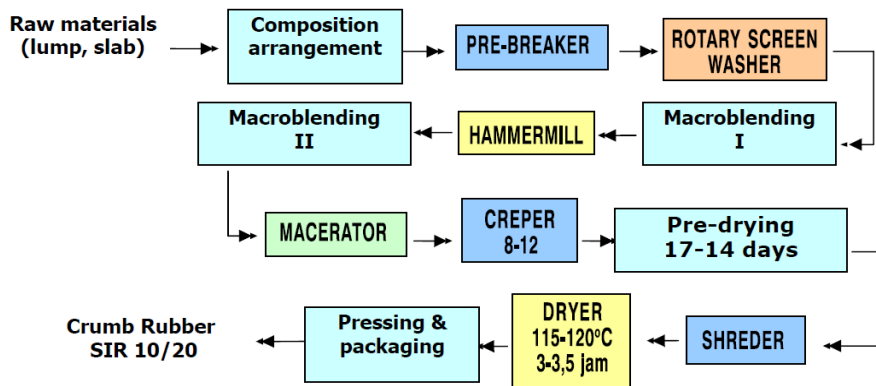 Raw materials
(lump, slab)
Composition
arrangement
PRE-BREAKER
ROTARY SCREEN
WASHER
Macroblending
I
HAMMERMILL
Macroblending
II
MACERATOR
CREPER
8-12
Pre-drying
17-14 days
SHREDER
DRYER
115-120ºC
3-3,5 jam
Pressing &
packaging
Crumb Rubber
SIR 10/20